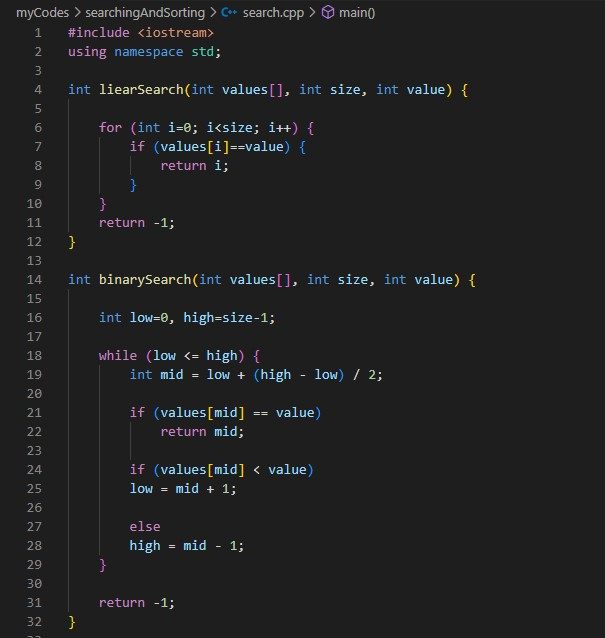 myCodes > searchingAndSorting > C++ search.cpp > main()
1 #include <iostream>
2 using namespace std;
3
4 int liearSearch(int values[], int size, int value) {
5
6 for (int i=0; i<size; i++) {
7 if (values[i]==value) {
8 return i;
9 }
10 }
11 return -1;
12 }
13
14 int binarySearch(int values[], int size, int value) {
15
16 int low=0, high=size-1;
17
18 while (low <= high) {
19 int mid = low + (high - low) / 2;
20
21 if (values[mid] == value)
22 return mid;
23
24 if (values[mid] < value)
25 low = mid + 1;
26
27 else
28 high = mid - 1;
29 }
30
31 return -1;
32 }